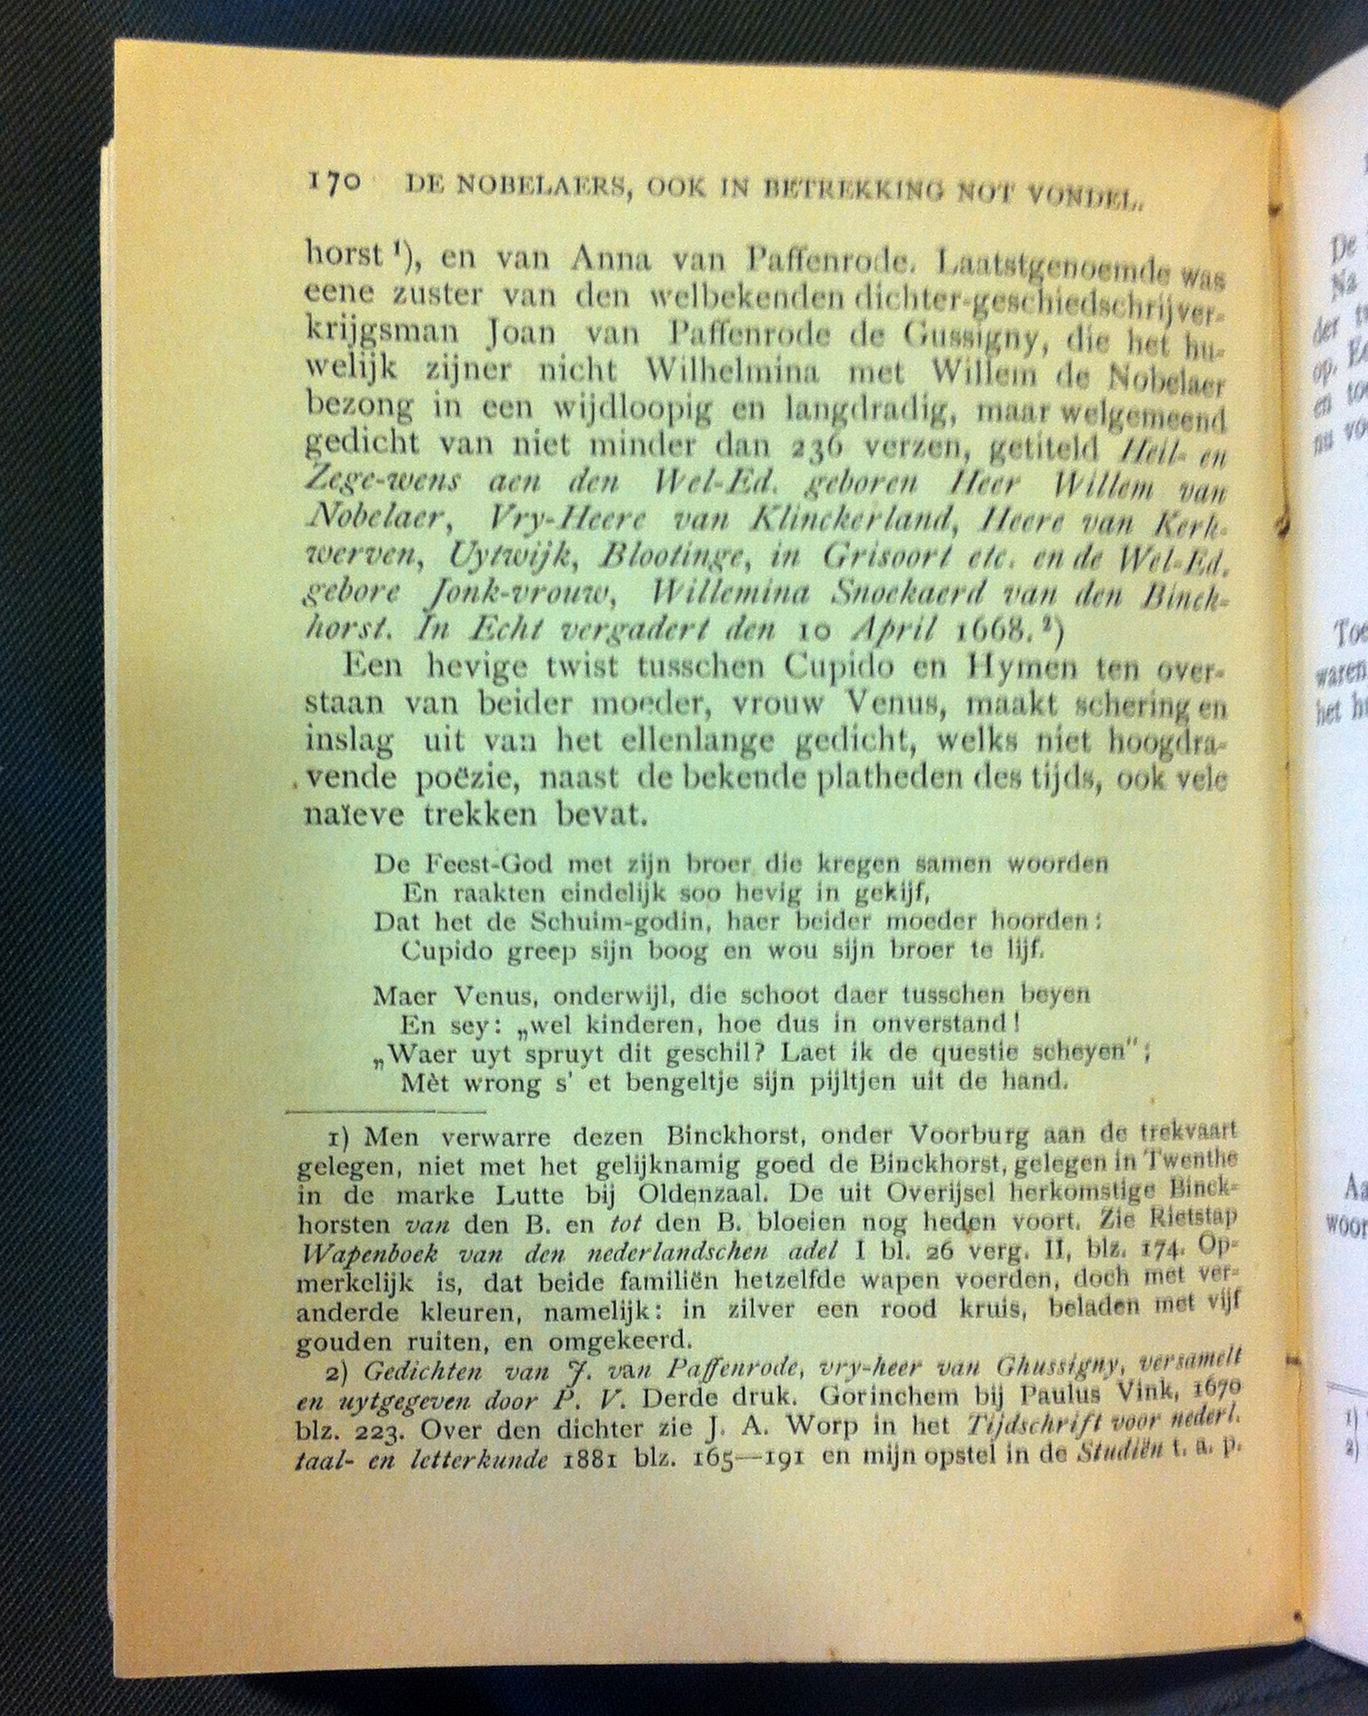 170 DE NOBELAERS, OOK IN BETREKKING NOT VONDEL.
horst ¹), en van Anna van Paffenrode. Laatstgenoemde was
eene zuster van den welbekenden dichter-geschiedschrijver-
krijgsman Joan van Paffenrode de Gussigny, die het hu-
welijk zijner nicht Wilhelmina met Willem de Nobelaer
bezong in een wijdloopig en langdradig, maar welgemeend
gedicht van niet minder dan 236 verzen, getiteld Heil- en
Zege-wens aen den Wel-Ed. geboren Heer Willem van
Nobelaer, Vry-Heere van Klinckerland, Heere van Kerk-
werven, Uytwijk, Blootinge, in Grisoort etc. en de Wel-Ed.
gebore Jonk-vrouw, Willemina Snoekaerd van den Binck-
horst. In Echt vergadert den 10 April 1668. ²)
Een hevige twist tusschen Cupido en Hymen ten over-
staan van beider moeder, vrouw Venus, maakt schering en
inslag uit van het ellenlange gedicht, welks niet hoogdra-
vende poëzie, naast de bekende platheden des tijds, ook vele
naïeve trekken bevat.
De Feest-God met zijn broer die kregen samen woorden
En raakten eindelijk soo hevig in gekijf,
Dat het de Schuim-godin, haer beider moeder hoorden:
Cupido greep sijn boog en wou sijn broer te lijf.
Maer Venus, onderwijl, die schoot daer tusschen beyen
En sey: „wel kinderen, hoe dus in onverstand!
„Waer uyt spruyt dit geschil? Laet ik de questie scheyen";
Mèt wrong s' et bengeltje sijn pijltjen uit de hand.
1) Men verwarre dezen Binckhorst, onder Voorburg aan de trekvaart
gelegen, niet met het gelijknamig goed de Binckhorst, gelegen in Twenthe
in de marke Lutte bij Oldenzaal. De uit Overijsel herkomstige Binck-
horsten van den B. en tot den B. bloeien nog heden voort. Zie Rietstap
Wapenboek van den nederlandschen adel I bl. 26 verg. II, blz. 174. Op-
merkelijk is, dat beide familiën hetzelfde wapen voerden, doch met ver-
anderde kleuren, namelijk: in zilver een rood kruis, beladen met vijf
gouden ruiten, en omgekeerd.
2) Gedichten van J. van Paffenrode, vry-heer van Ghussigny, versamelt
en uytgegeven door P. V. Derde druk. Gorinchem bij Paulus Vink, 1670
blz. 223. Over den dichter zie J. A. Worp in het Tijdschrift voor nederl.
taal- en letterkunde 1881 blz. 165—191 en mijn opstel in de Studiën t. a. p.
De
Na
der
op.
en
nu
Toe
waren
het
woor
1)
2)